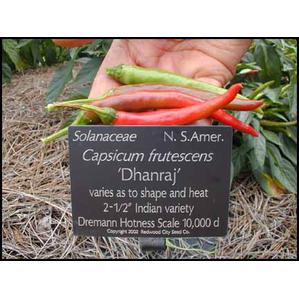 Solanaceae N. S.Amer.
Capsicum frutescens
'Dhanraj'
varies as to shape and heat
2-1/2" Indian variety
Dremann Hotness Scale 10,000 d
Copyright 2002 Redwood City Seed Co.